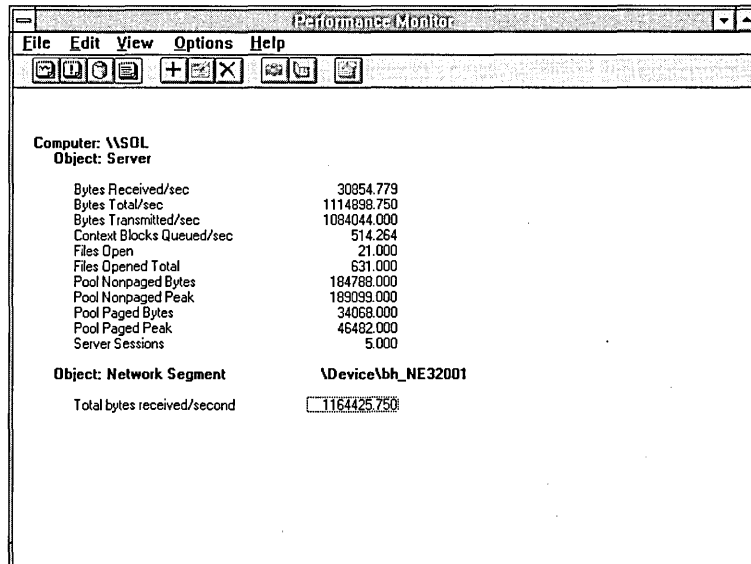 Performance Monitor
File Edit View Options Help
Computer: \\SOL
Object: Server
Bytes Received/sec 30854.779
Bytes Total/sec 1114898.750
Bytes Transmitted/sec 1084044.000
Context Blocks Queued/sec 514.264
Files Open 21.000
Files Opened Total 631.000
Pool Nonpaged Bytes 184788.000
Pool Nonpaged Peak 189099.000
Pool Paged Bytes 34068.000
Pool Paged Peak 46482.000
Server Sessions 5.000
Object: Network Segment \Device\bh_NE32001
Total bytes received/second 1164425.750